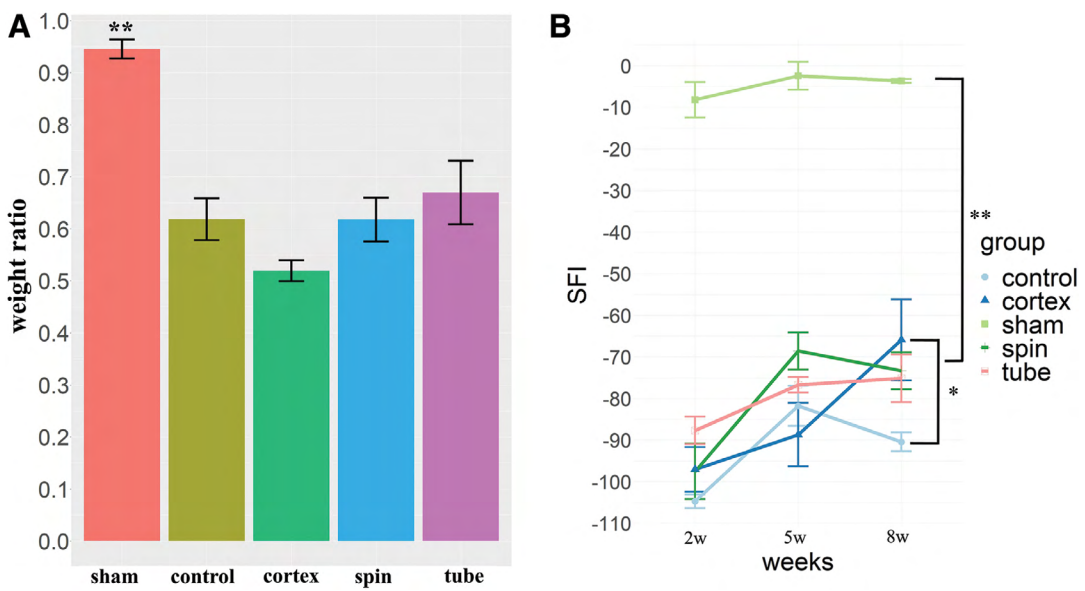 A
**
1.0
0.9
0.8
0.7
0.6
0.5
0.4
0.3
0.2
0.1
0.0
weight ratio
sham control cortex spin tube
B
0
-10
-20
-30
-40
-50
-60
-70
-80
-90
-100
-110
SFI
2w 5w 8w
weeks
**
*
group
control
cortex
sham
spin
tube